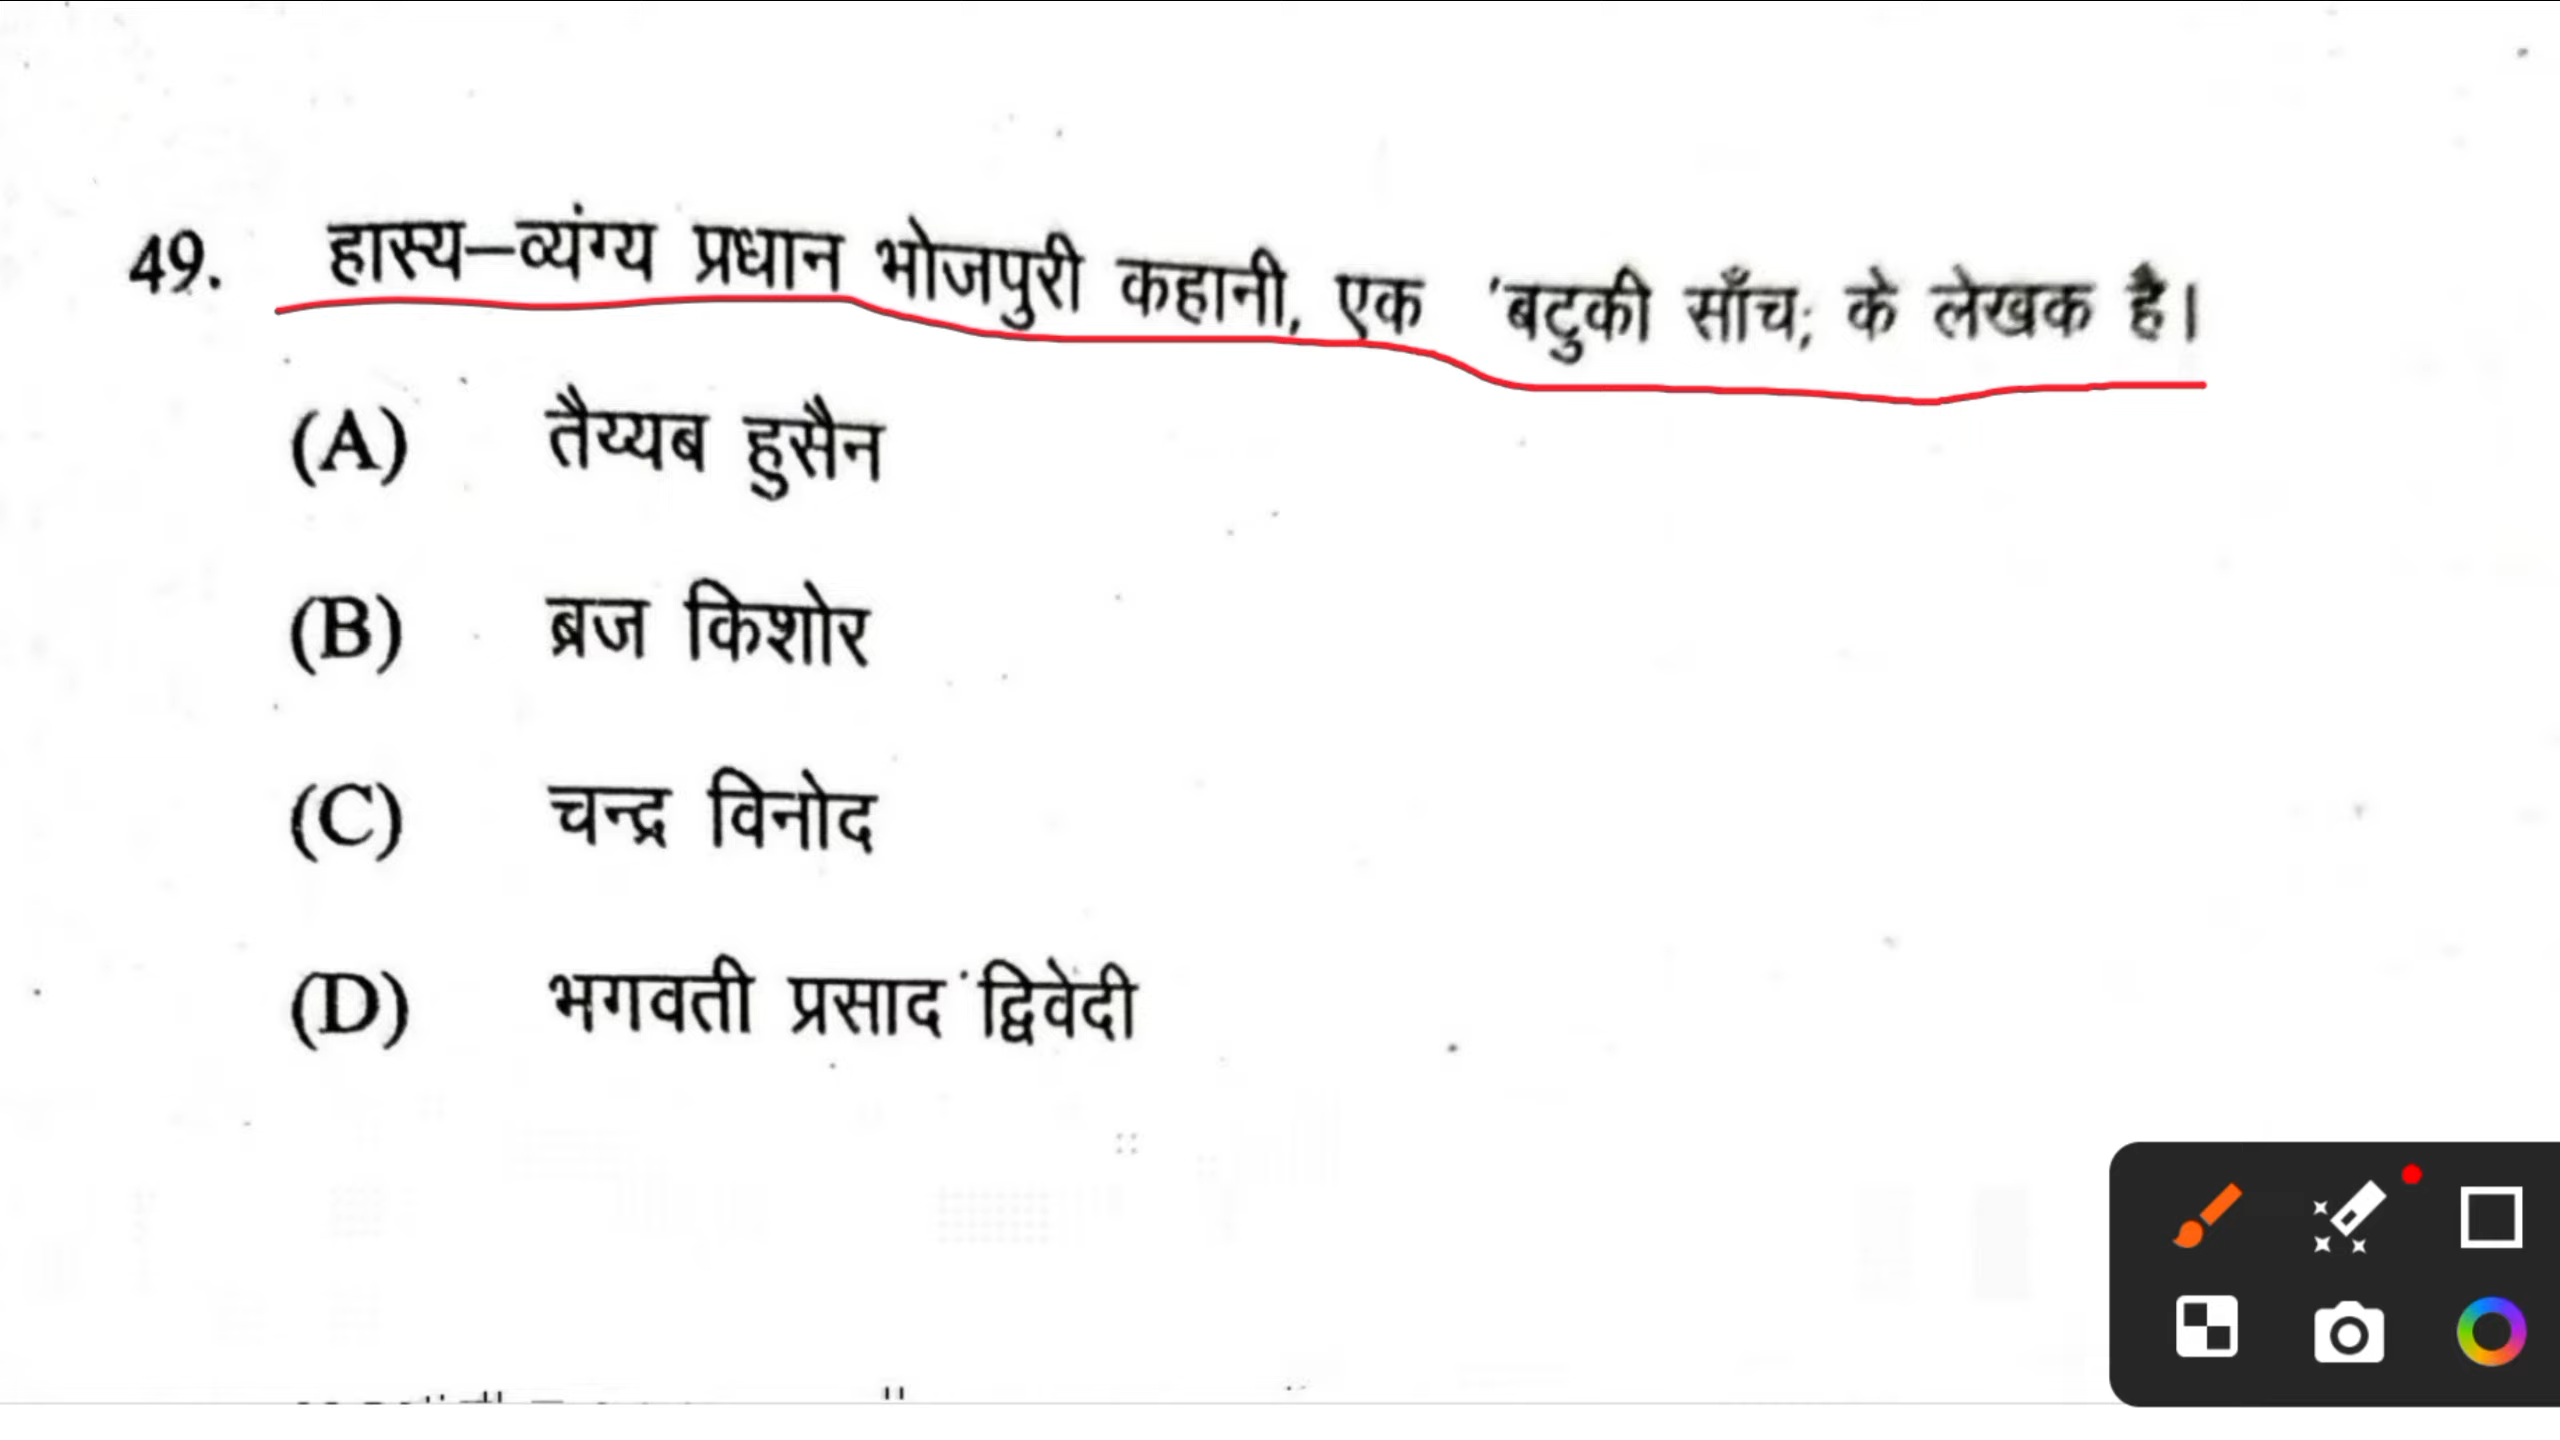 49. हास्य–व्यंग्य प्रधान भोजपुरी कहानी, एक 'बटुकी साँच; के लेखक है।
(A) तैय्यब हुसैन
(B) ब्रज किशोर
(C) चन्द्र विनोद
(D) भगवती प्रसाद द्विवेदी